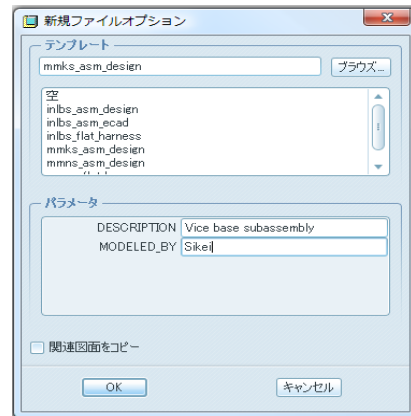 新規ファイルオプション
テンプレート
mmks_asm_design
ブラウズ...
空
inlbs_asm_design
inlbs_asm_ecad
inlbs_flat_harness
mmks_asm_design
mmns_asm_design
パラメータ
DESCRIPTION Vice base subassembly
MODELED_BY Sikei
関連図面をコピー
OK
キャンセル